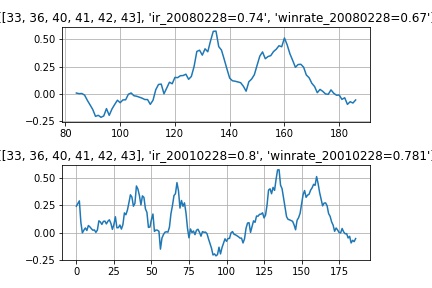 [[33, 36, 40, 41, 42, 43], 'ir_20080228=0.74', 'winrate_20080228=0.67']
0.50
0.25
0.00
−0.25
80 100 120 140 160 180
[[33, 36, 40, 41, 42, 43], 'ir_20010228=0.8', 'winrate_20010228=0.781']
0.50
0.25
0.00
−0.25
0 25 50 75 100 125 150 175